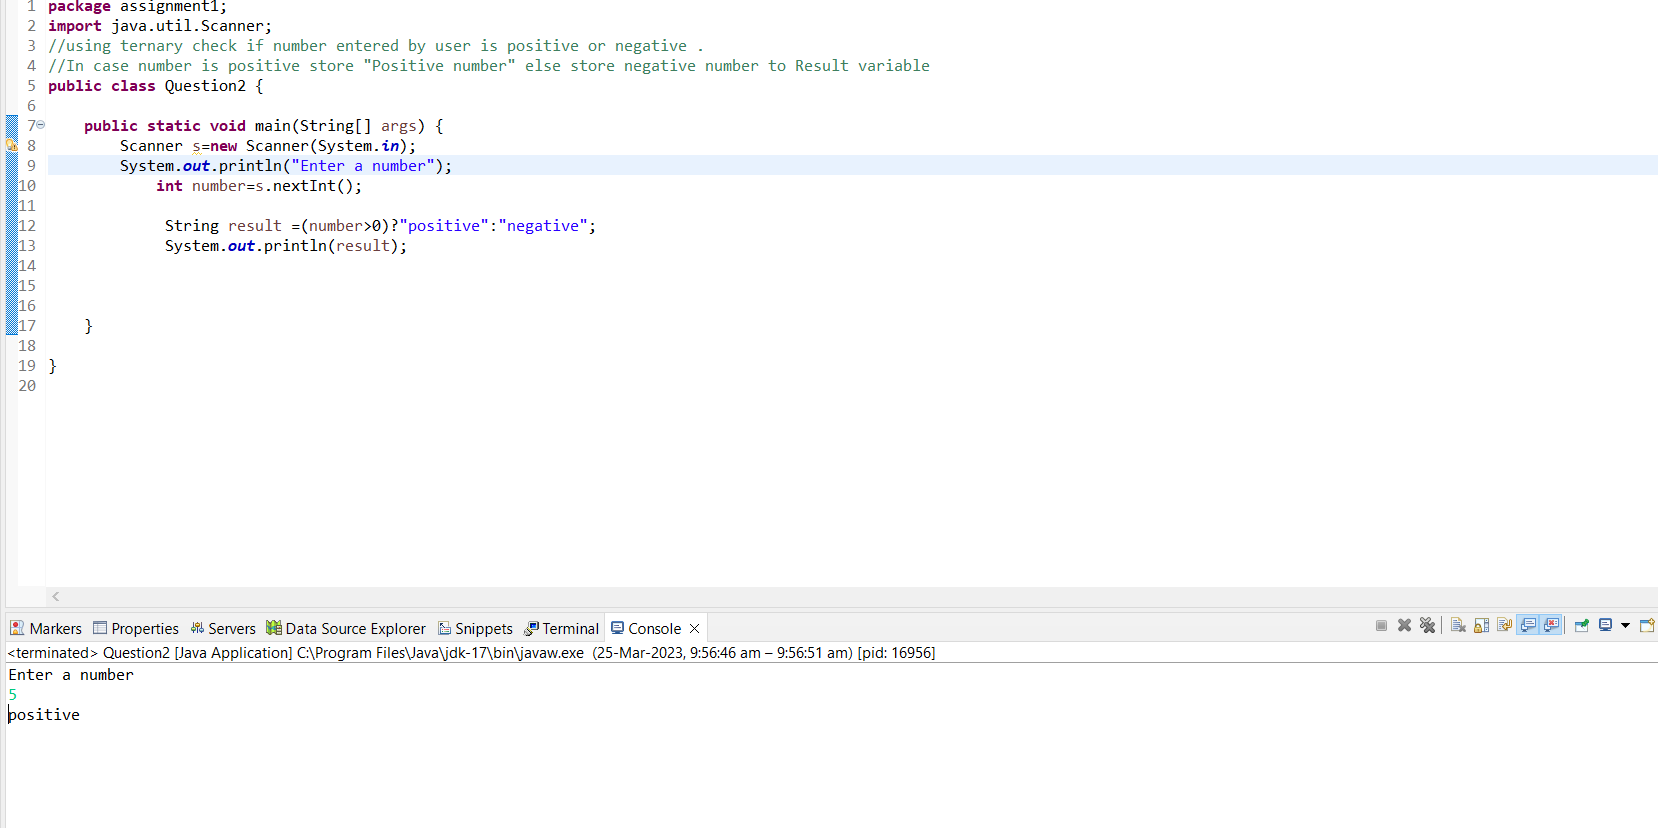 1 package assignment1;
2 import java.util.Scanner;
3 //using ternary check if number entered by user is positive or negative .
4 //In case number is positive store "Positive number" else store negative number to Result variable
5 public class Question2 {
6
7 public static void main(String[] args) {
8 Scanner s=new Scanner(System.in);
9 System.out.println("Enter a number");
10 int number=s.nextInt();
11
12 String result =(number>0)?"positive":"negative";
13 System.out.println(result);
14
15
16
17 }
18
19 }
20
Markers Properties Servers Data Source Explorer Snippets Terminal Console
<terminated> Question2 [Java Application] C:\Program Files\Java\jdk-17\bin\javaw.exe (25-Mar-2023, 9:56:46 am – 9:56:51 am) [pid: 16956]
Enter a number
5
positive